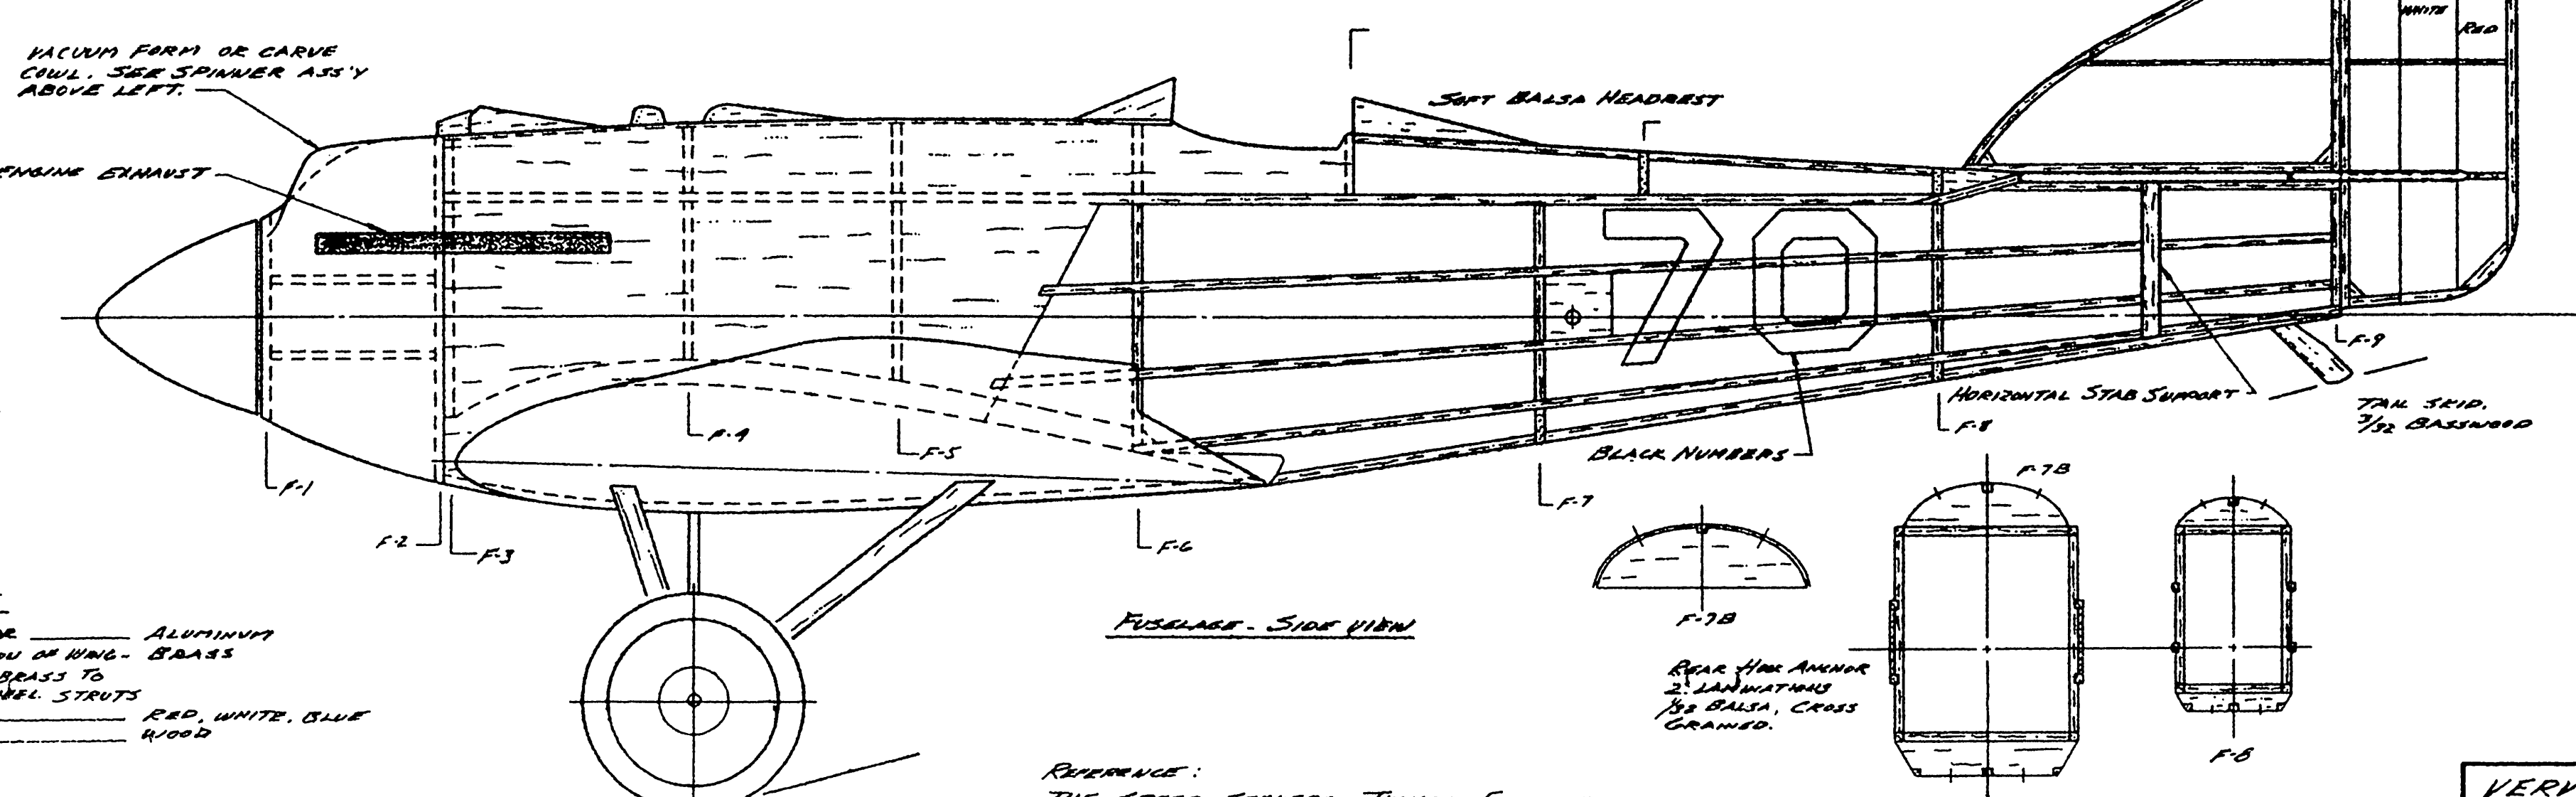 VACUUM FORM OR CARVE
COWL. SEE SPINNER ASS'Y
ABOVE LEFT.
ENGINE EXHAUST
SOFT BALSA HEADREST
WHITE
RED
70
F-1
F-2
F-3
F-4
F-5
F-6
F-7
F-8
F-9
BLACK NUMBERS
HORIZONTAL STAB SUPPORT
TAIL SKID.
3/32 BASSWOOD
FUSELAGE - SIDE VIEW
F-7B
F-7B
F-8
REAR HOOK ANCHOR
2 LAMINATIONS
1/32 BALSA, CROSS
GRAINED.
ALUMINUM
OF WING - BRASS
BRASS TO
STRUTS
RED, WHITE, BLUE
WOOD
REFERENCE: